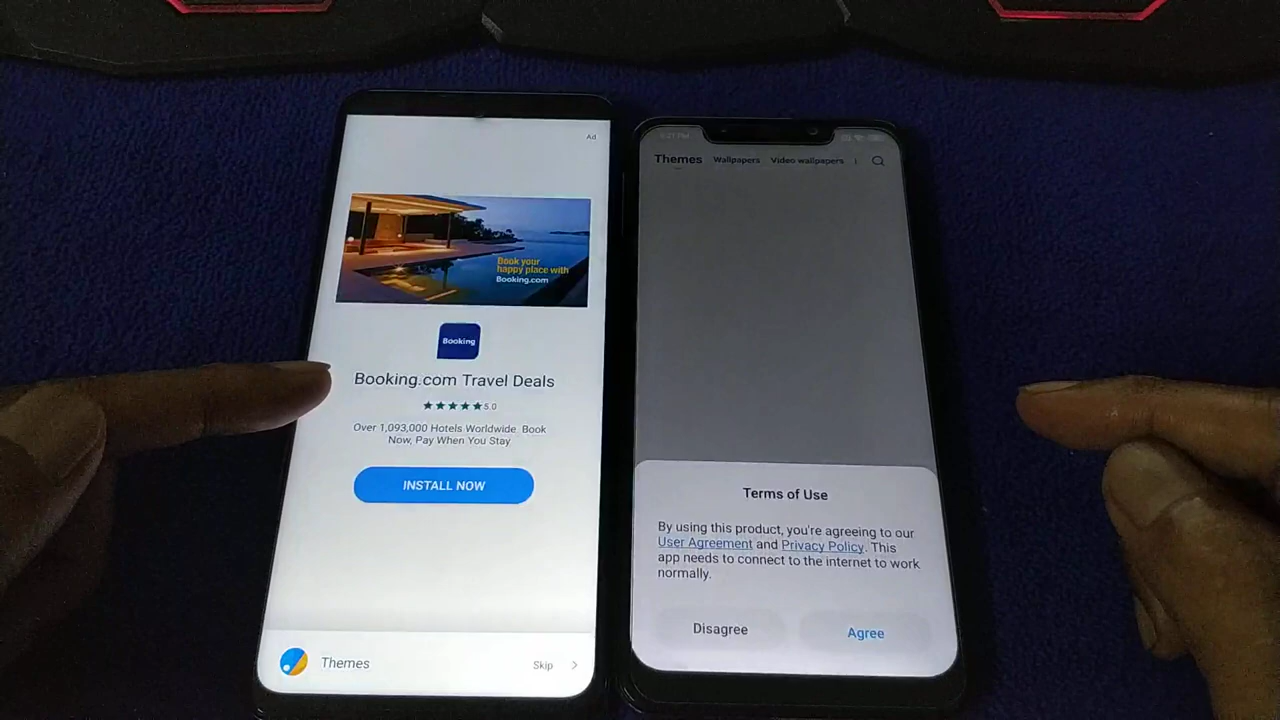 Ad
Book your
happy place with
Booking.com
Booking
Booking.com Travel Deals
5.0
Over 1,093,000 Hotels Worldwide. Book
Now, Pay When You Stay
INSTALL NOW
Themes
Skip
Themes Wallpapers Video wallpapers
Terms of Use
By using this product, you're agreeing to our
User Agreement and Privacy Policy. This
app needs to connect to the internet to work
normally.
Disagree Agree